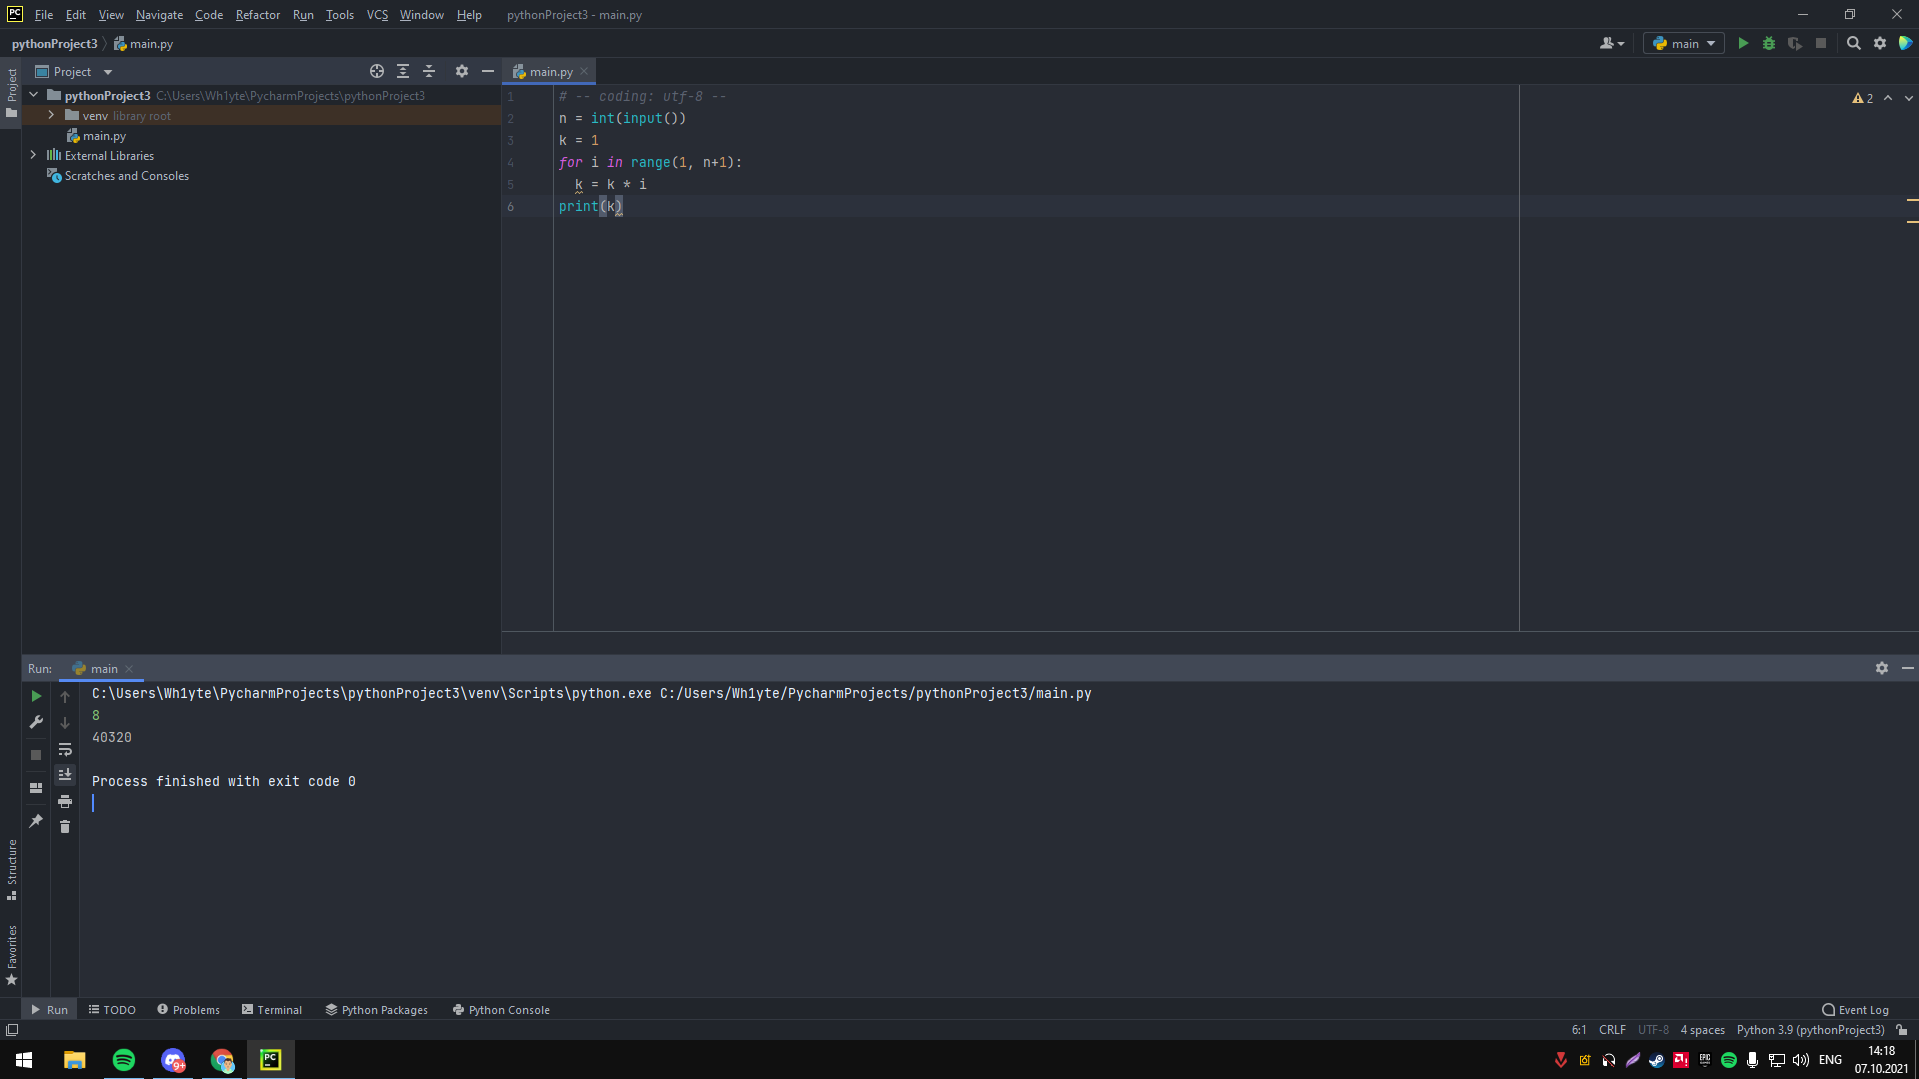 PC File Edit View Navigate Code Refactor Run Tools VCS Window Help pythonProject3 - main.py
pythonProject3 main.py main
Project
Project main.py
pythonProject3 C:\Users\Wh1yte\PycharmProjects\pythonProject3
venv library root
main.py
External Libraries
Scratches and Consoles
1 # -- coding: utf-8 --
2 n = int(input())
3 k = 1
4 for i in range(1, n+1):
5 k = k * i
6 print(k)
2
Run: main
C:\Users\Wh1yte\PycharmProjects\pythonProject3\venv\Scripts\python.exe C:/Users/Wh1yte/PycharmProjects/pythonProject3/main.py
8
40320
Process finished with exit code 0
Structure
Favorites
Run TODO Problems Terminal Python Packages Python Console Event Log
6:1 CRLF UTF-8 4 spaces Python 3.9 (pythonProject3)
9+ PC EPIC ENG
14:18
07.10.2021